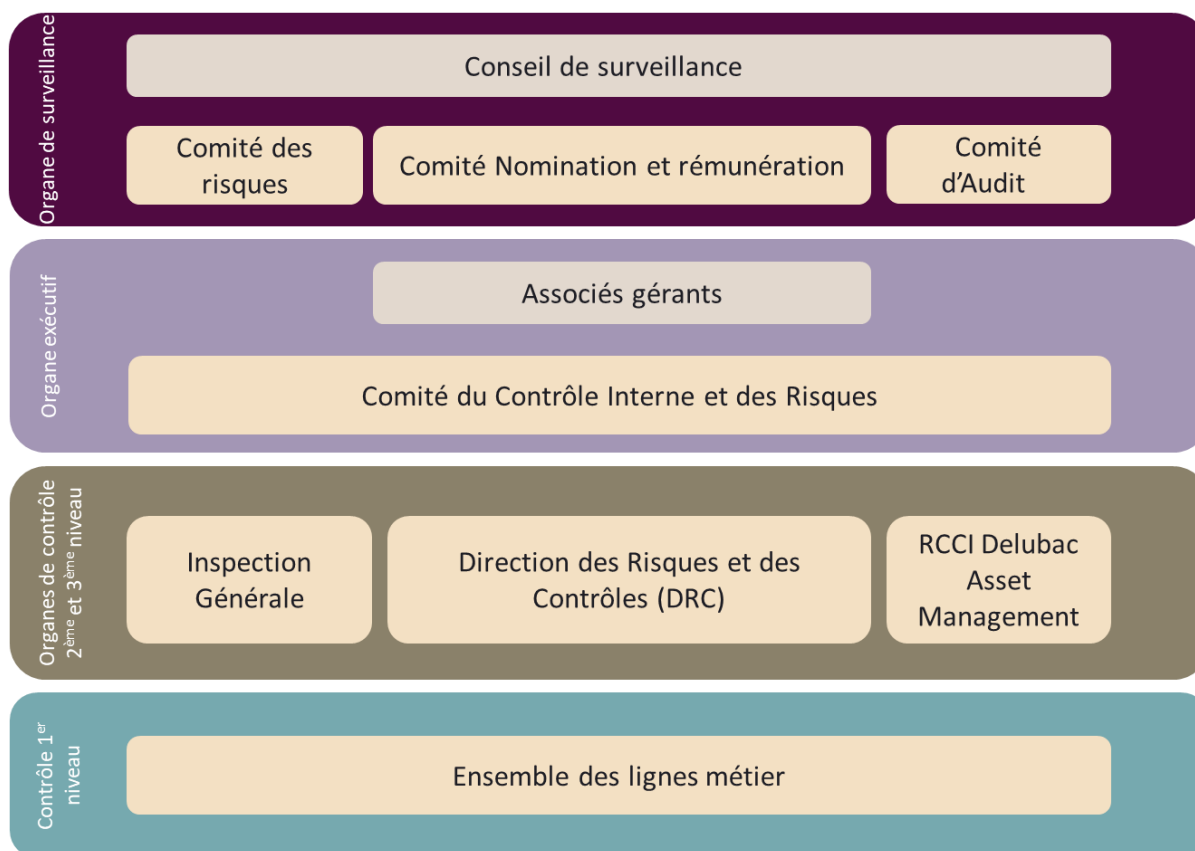 Organe de surveillance
Conseil de surveillance
Comité des
risques
Comité Nomination et rémunération
Comité
d’Audit
Organe exécutif
Associés gérants
Comité du Contrôle Interne et des Risques
Organes de contrôle
2ème et 3ème niveau
Inspection
Générale
Direction des Risques et des
Contrôles (DRC)
RCCI Delubac
Asset
Management
Contrôle 1er
niveau
Ensemble des lignes métier